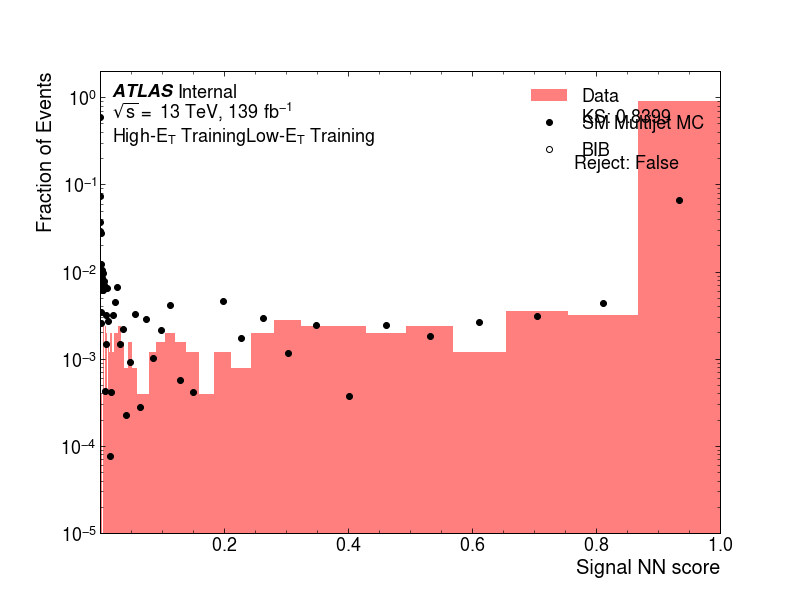 ATLAS Internal
√s = 13 TeV, 139 fb⁻¹
High-E_T TrainingLow-E_T Training
Data
KS: 0.8399
SM Multijet MC
BIB
Reject: False
Fraction of Events
10⁰
10⁻¹
10⁻²
10⁻³
10⁻⁴
10⁻⁵
0.2 0.4 0.6 0.8 1.0
Signal NN score